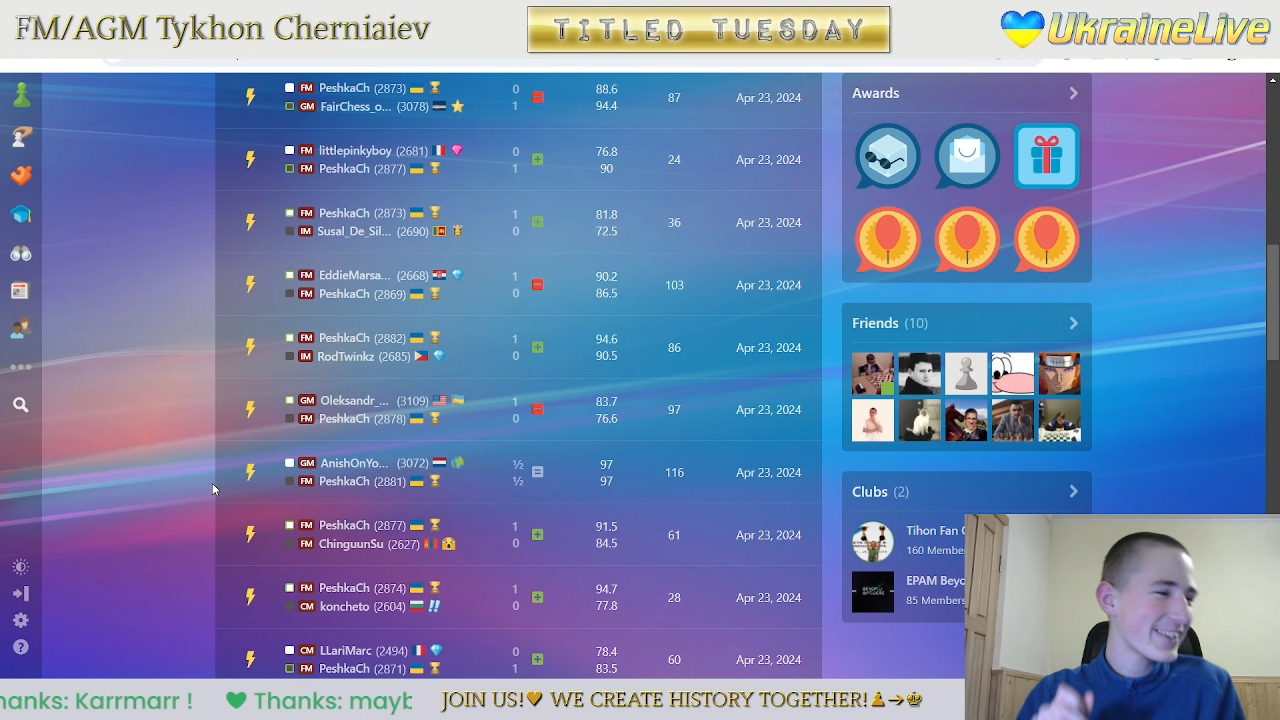 FM/AGM Tykhon Cherniaiev
TITLED TUESDAY
UkraineLive
FM PeshkaCh (2873) 0 88.6
GM FairChess_o... (3078) 1 94.4
87 Apr 23, 2024
FM littlepinkyboy (2681) 0 76.8
FM PeshkaCh (2877) 1 90
24 Apr 23, 2024
FM PeshkaCh (2873) 1 81.8
IM Susal_De_Sil... (2690) 0 72.5
36 Apr 23, 2024
FM EddieMarsa... (2668) 1 90.2
FM PeshkaCh (2869) 0 86.5
103 Apr 23, 2024
FM PeshkaCh (2882) 1 94.6
IM RodTwinkz (2685) 0 90.5
86 Apr 23, 2024
GM Oleksandr_... (3109) 1 83.7
FM PeshkaCh (2878) 0 76.6
97 Apr 23, 2024
GM AnishOnYo... (3072) ½ 97
FM PeshkaCh (2881) ½ 97
116 Apr 23, 2024
FM PeshkaCh (2877) 1 91.5
FM ChinguunSu (2627) 0 84.5
61 Apr 23, 2024
FM PeshkaCh (2874) 1 94.7
CM koncheto (2604) 0 77.8
28 Apr 23, 2024
CM LLariMarc (2494) 0 78.4
FM PeshkaCh (2871) 1 83.5
60 Apr 23, 2024
Awards
Friends (10)
Clubs (2)
Tihon Fan
160 Membe
EPAM Beyo
85 Members
hanks: Karrmarr !
Thanks: mayb
JOIN US!♥ WE CREATE HISTORY TOGETHER!♟→♚